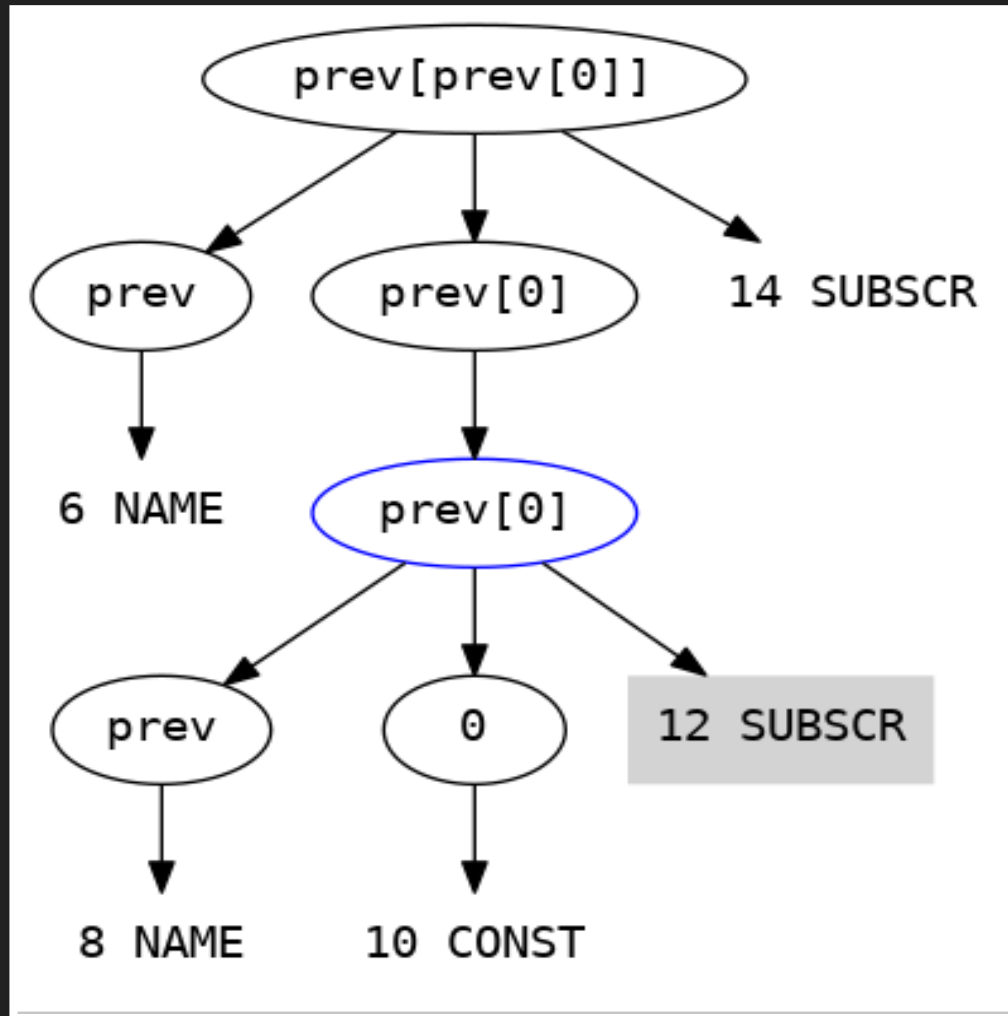 prev[prev[0]]
prev
prev[0]
14 SUBSCR
6 NAME
prev[0]
prev
0
12 SUBSCR
8 NAME
10 CONST